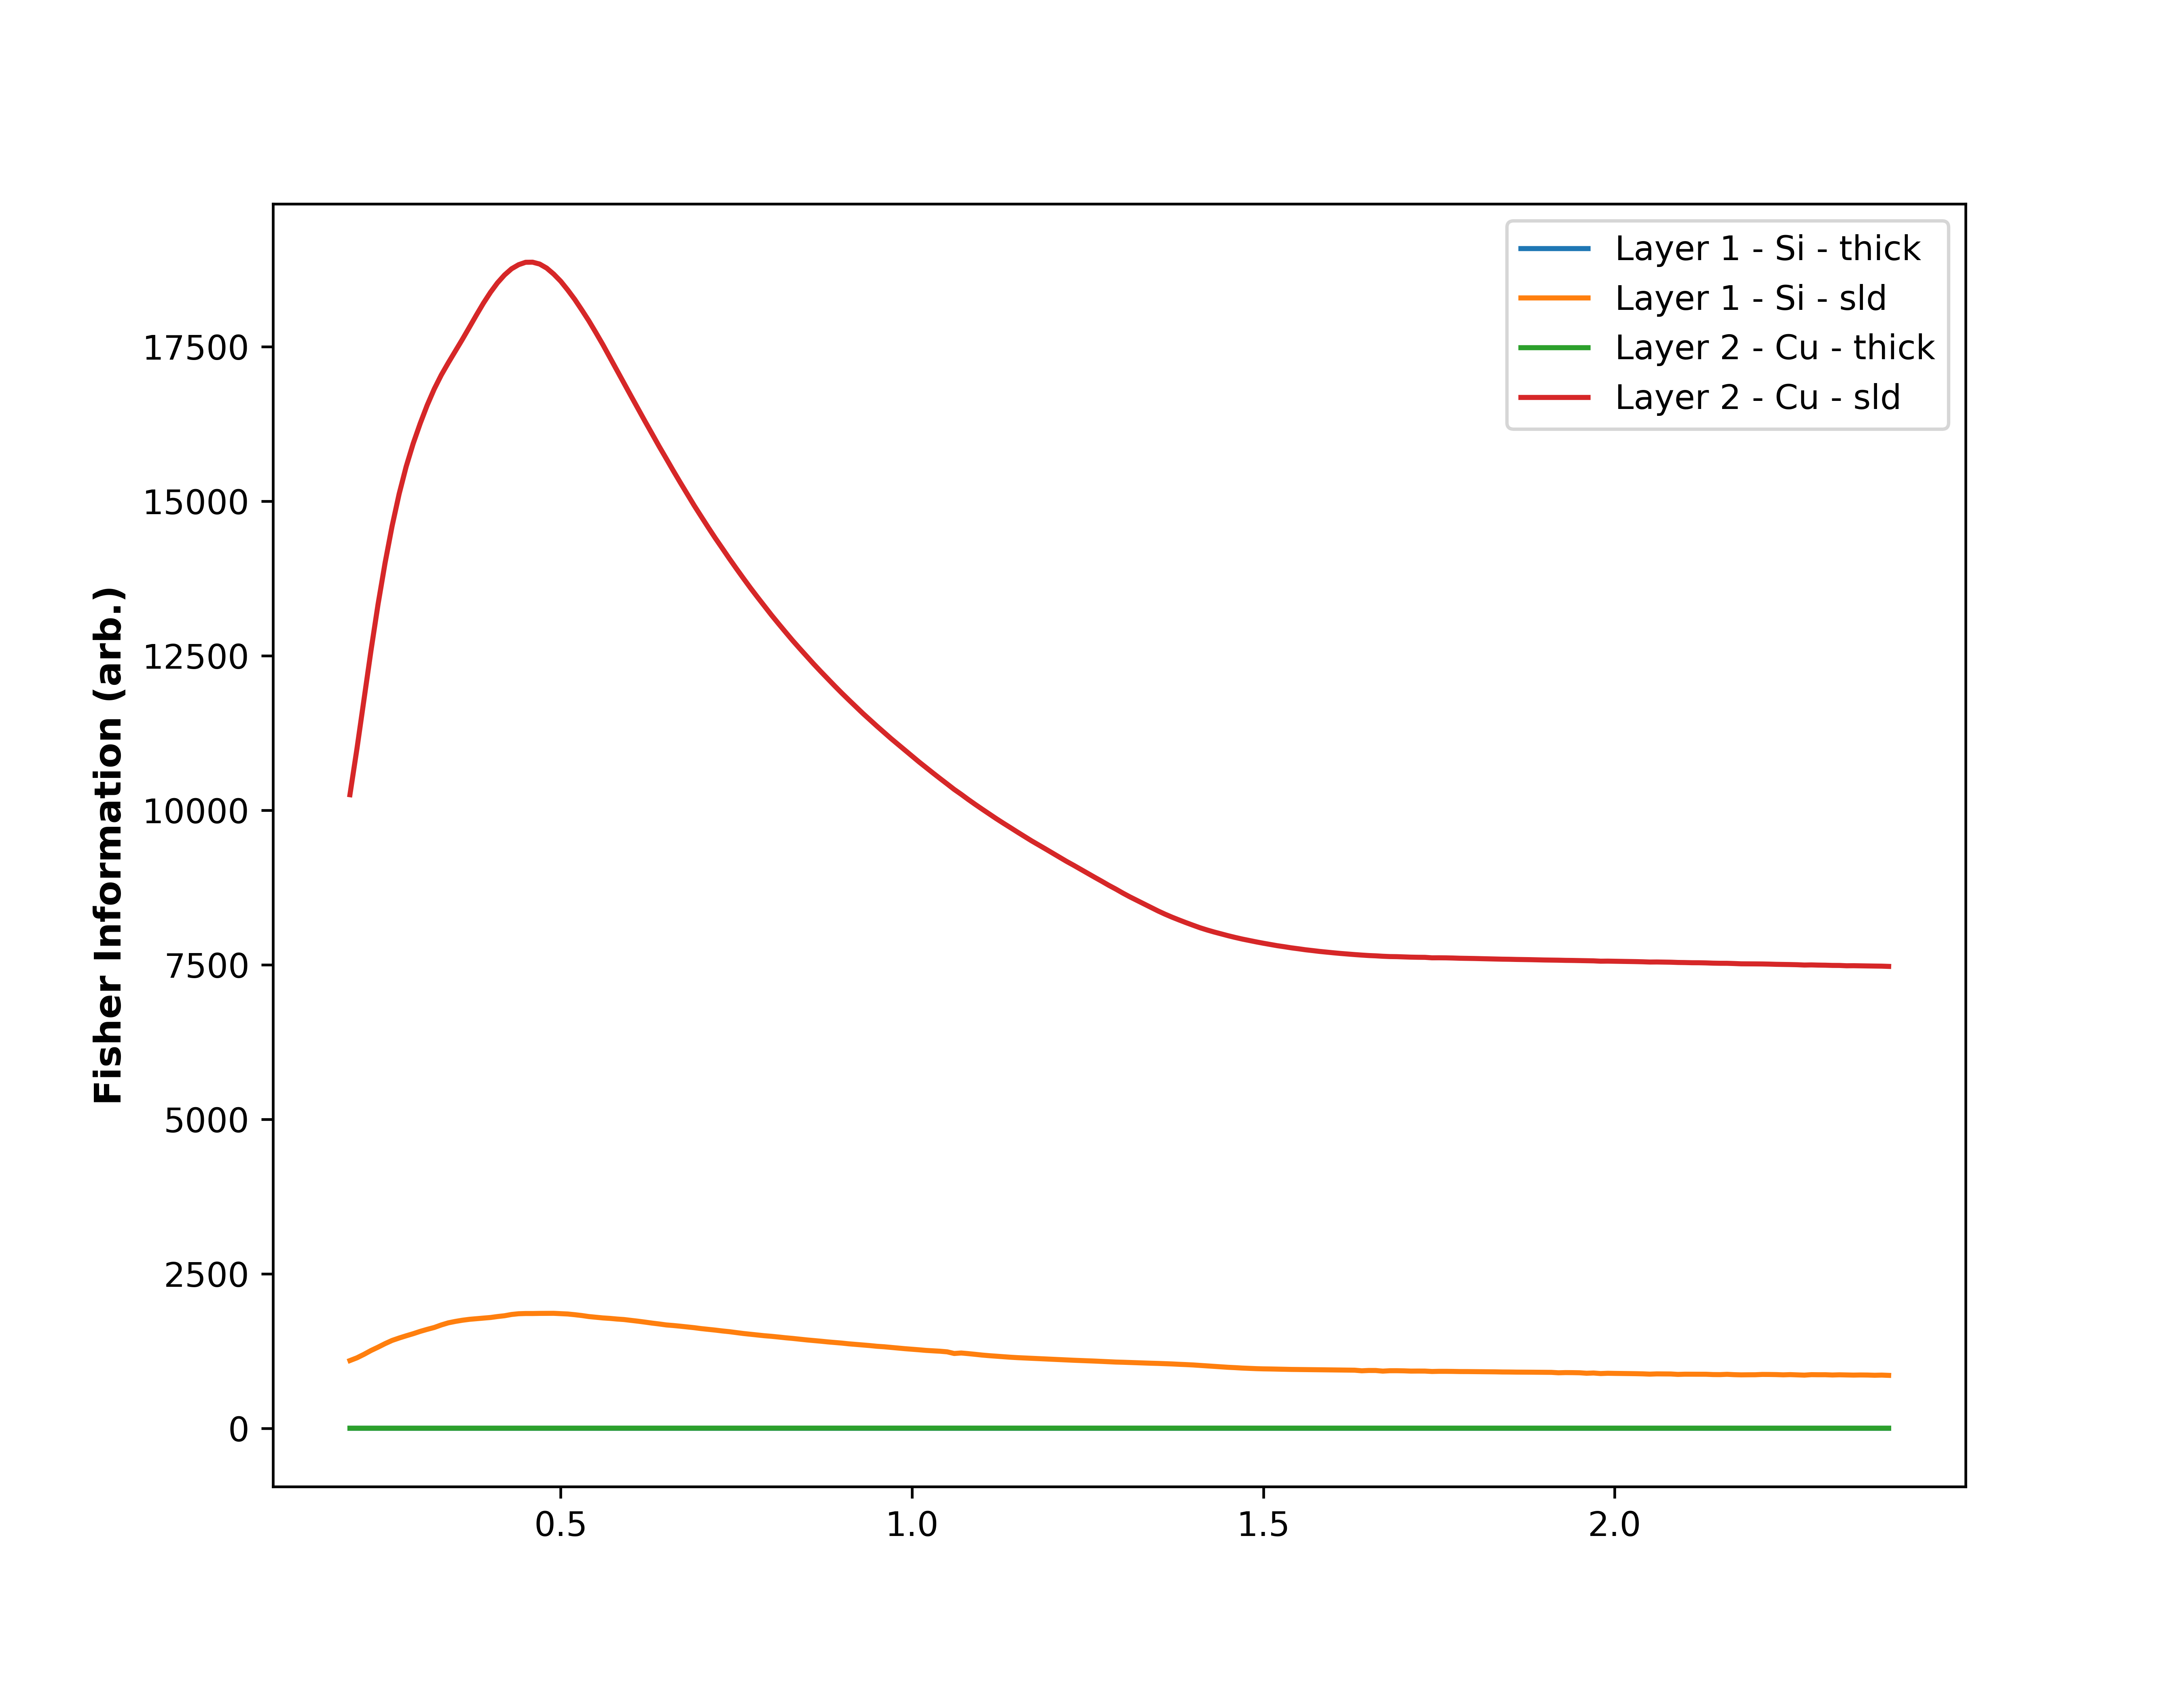 Layer 1 - Si - thick
Layer 1 - Si - sld
Layer 2 - Cu - thick
Layer 2 - Cu - sld
Fisher Information (arb.)
17500
15000
12500
10000
7500
5000
2500
0
0.5 1.0 1.5 2.0